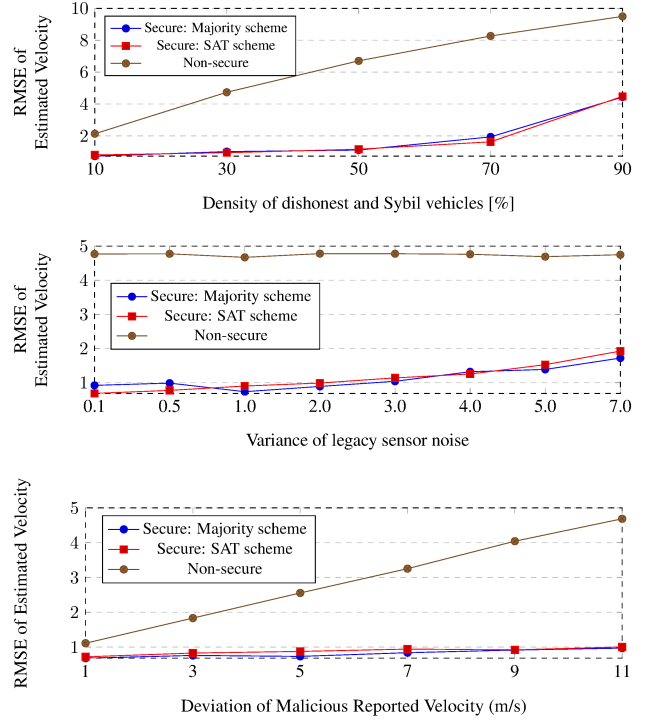 10
8
6
4
2
RMSE of
Estimated Velocity
Secure: Majority scheme
Secure: SAT scheme
Non-secure
10 30 50 70 90
Density of dishonest and Sybil vehicles [%]
5
4
3
2
1
RMSE of
Estimated Velocity
Secure: Majority scheme
Secure: SAT scheme
Non-secure
0.1 0.5 1.0 2.0 3.0 4.0 5.0 7.0
Variance of legacy sensor noise
5
4
3
2
1
RMSE of Estimated Velocity
Secure: Majority scheme
Secure: SAT scheme
Non-secure
1 3 5 7 9 11
Deviation of Malicious Reported Velocity (m/s)